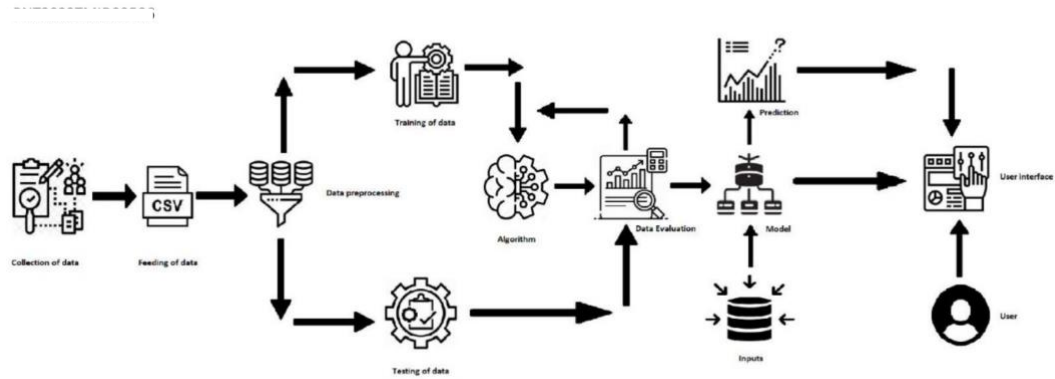 Training of data
Prediction
CSV
Data preprocessing
User interface
Collection of data
Feeding of data
Algorithm
Data Evaluation
Model
Inputs
User
Testing of data